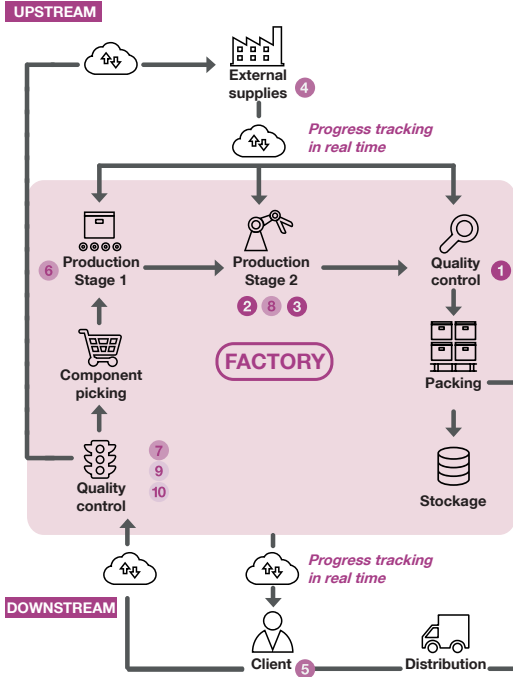 UPSTREAM
External
supplies 4
Progress tracking
in real time
6 Production
Stage 1
Production
Stage 2
2 8 3
Quality
control 1
FACTORY
Component
picking
Packing
7
9
10
Quality
control
Stockage
Progress tracking
in real time
DOWNSTREAM
Client 5
Distribution